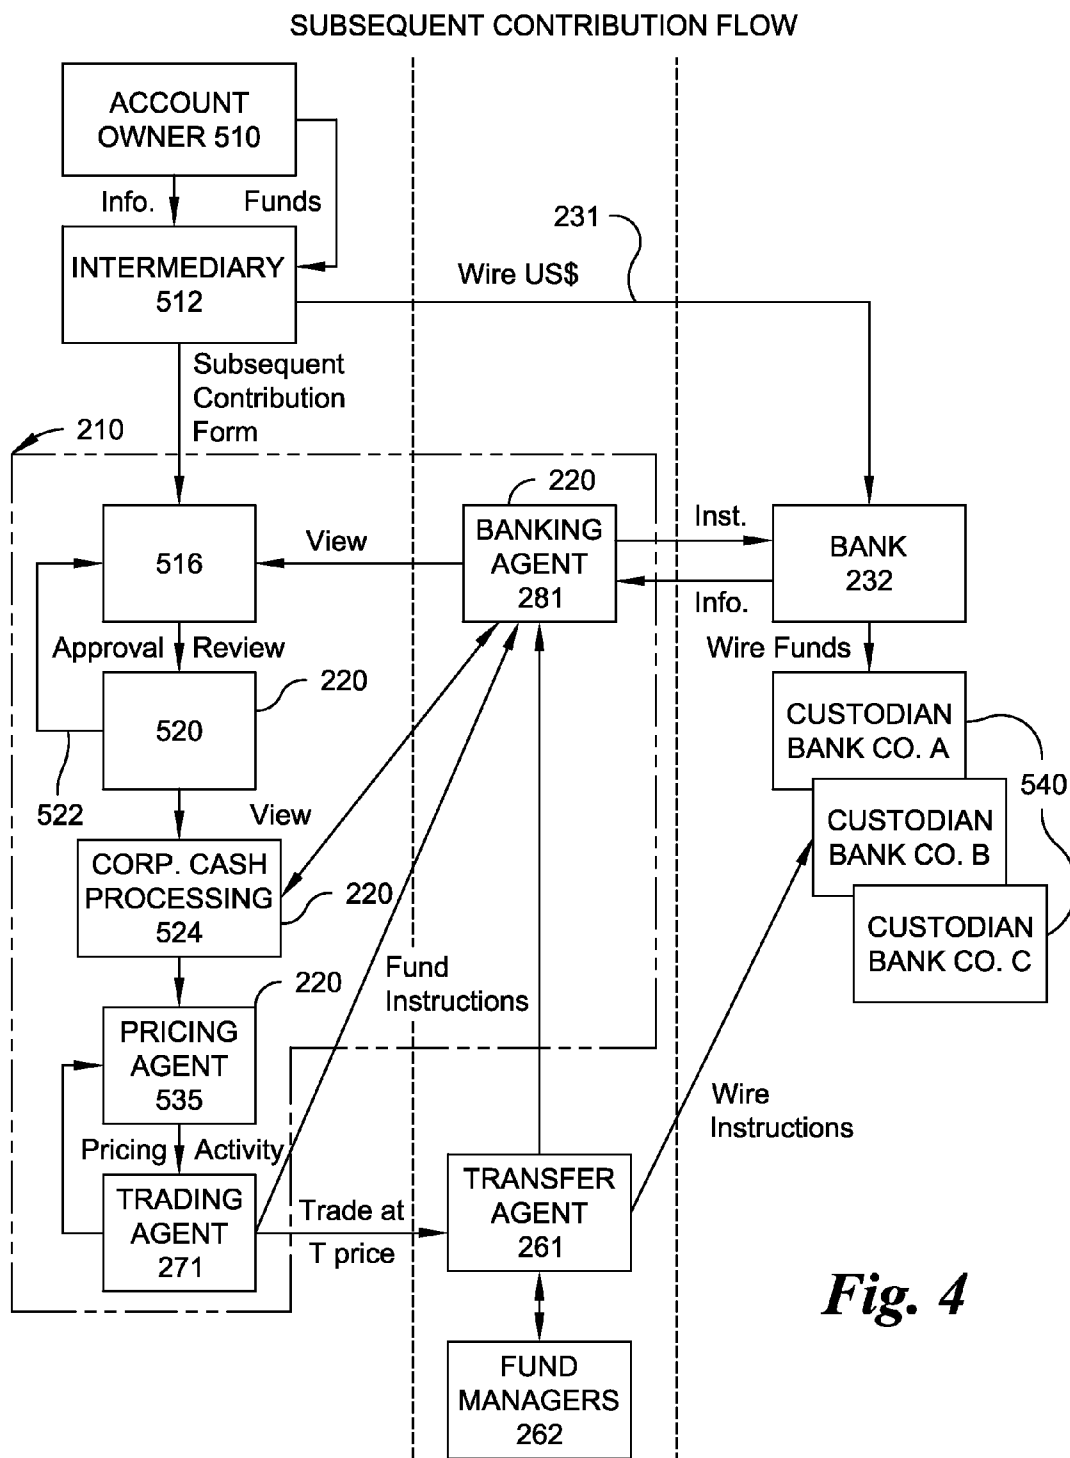 SUBSEQUENT CONTRIBUTION FLOW
ACCOUNT
OWNER 510
Info.
Funds
INTERMEDIARY
512
231
Wire US$
Subsequent
Contribution
Form
210
516
View
220
BANKING
AGENT
281
Inst.
Info.
BANK
232
Approval
Review
Wire Funds
520
220
522
View
CUSTODIAN
BANK CO. A
540
CUSTODIAN
BANK CO. B
CUSTODIAN
BANK CO. C
CORP. CASH
PROCESSING
524
220
Fund
Instructions
220
PRICING
AGENT
535
Pricing
Activity
Wire
Instructions
TRADING
AGENT
271
Trade at
T price
TRANSFER
AGENT
261
FUND
MANAGERS
262
Fig. 4